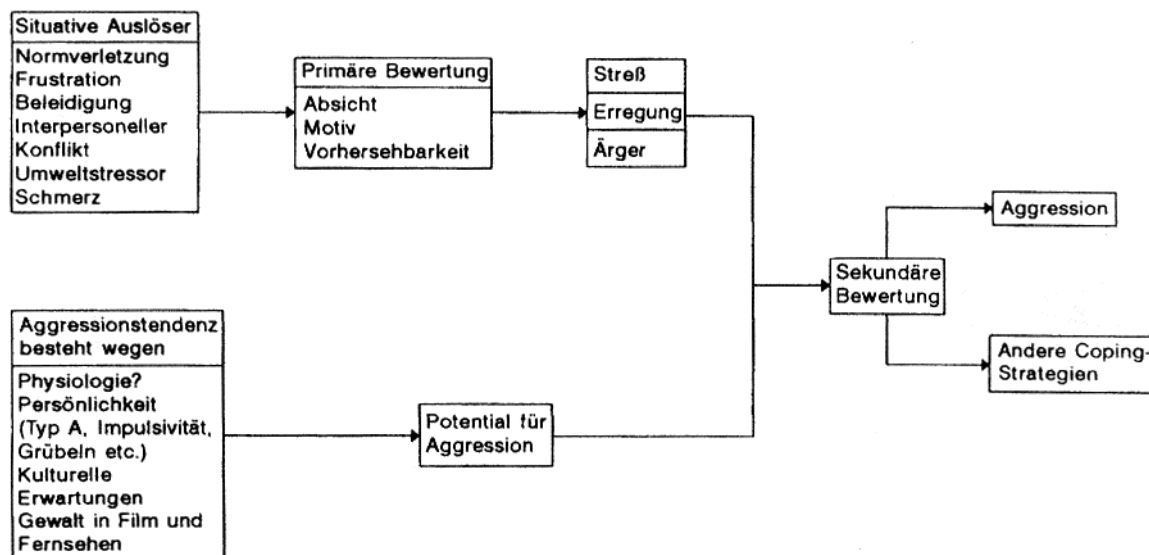 Situative Auslöser
Normverletzung
Frustration
Beleidigung
Interpersoneller
Konflikt
Umweltstressor
Schmerz
Primäre Bewertung
Absicht
Motiv
Vorhersehbarkeit
Streß
Erregung
Ärger
Aggressionstendenz
besteht wegen
Physiologie?
Persönlichkeit
(Typ A, Impulsivität,
Grübeln etc.)
Kulturelle
Erwartungen
Gewalt in Film und
Fernsehen
Potential für
Aggression
Sekundäre
Bewertung
Aggression
Andere Coping-
Strategien